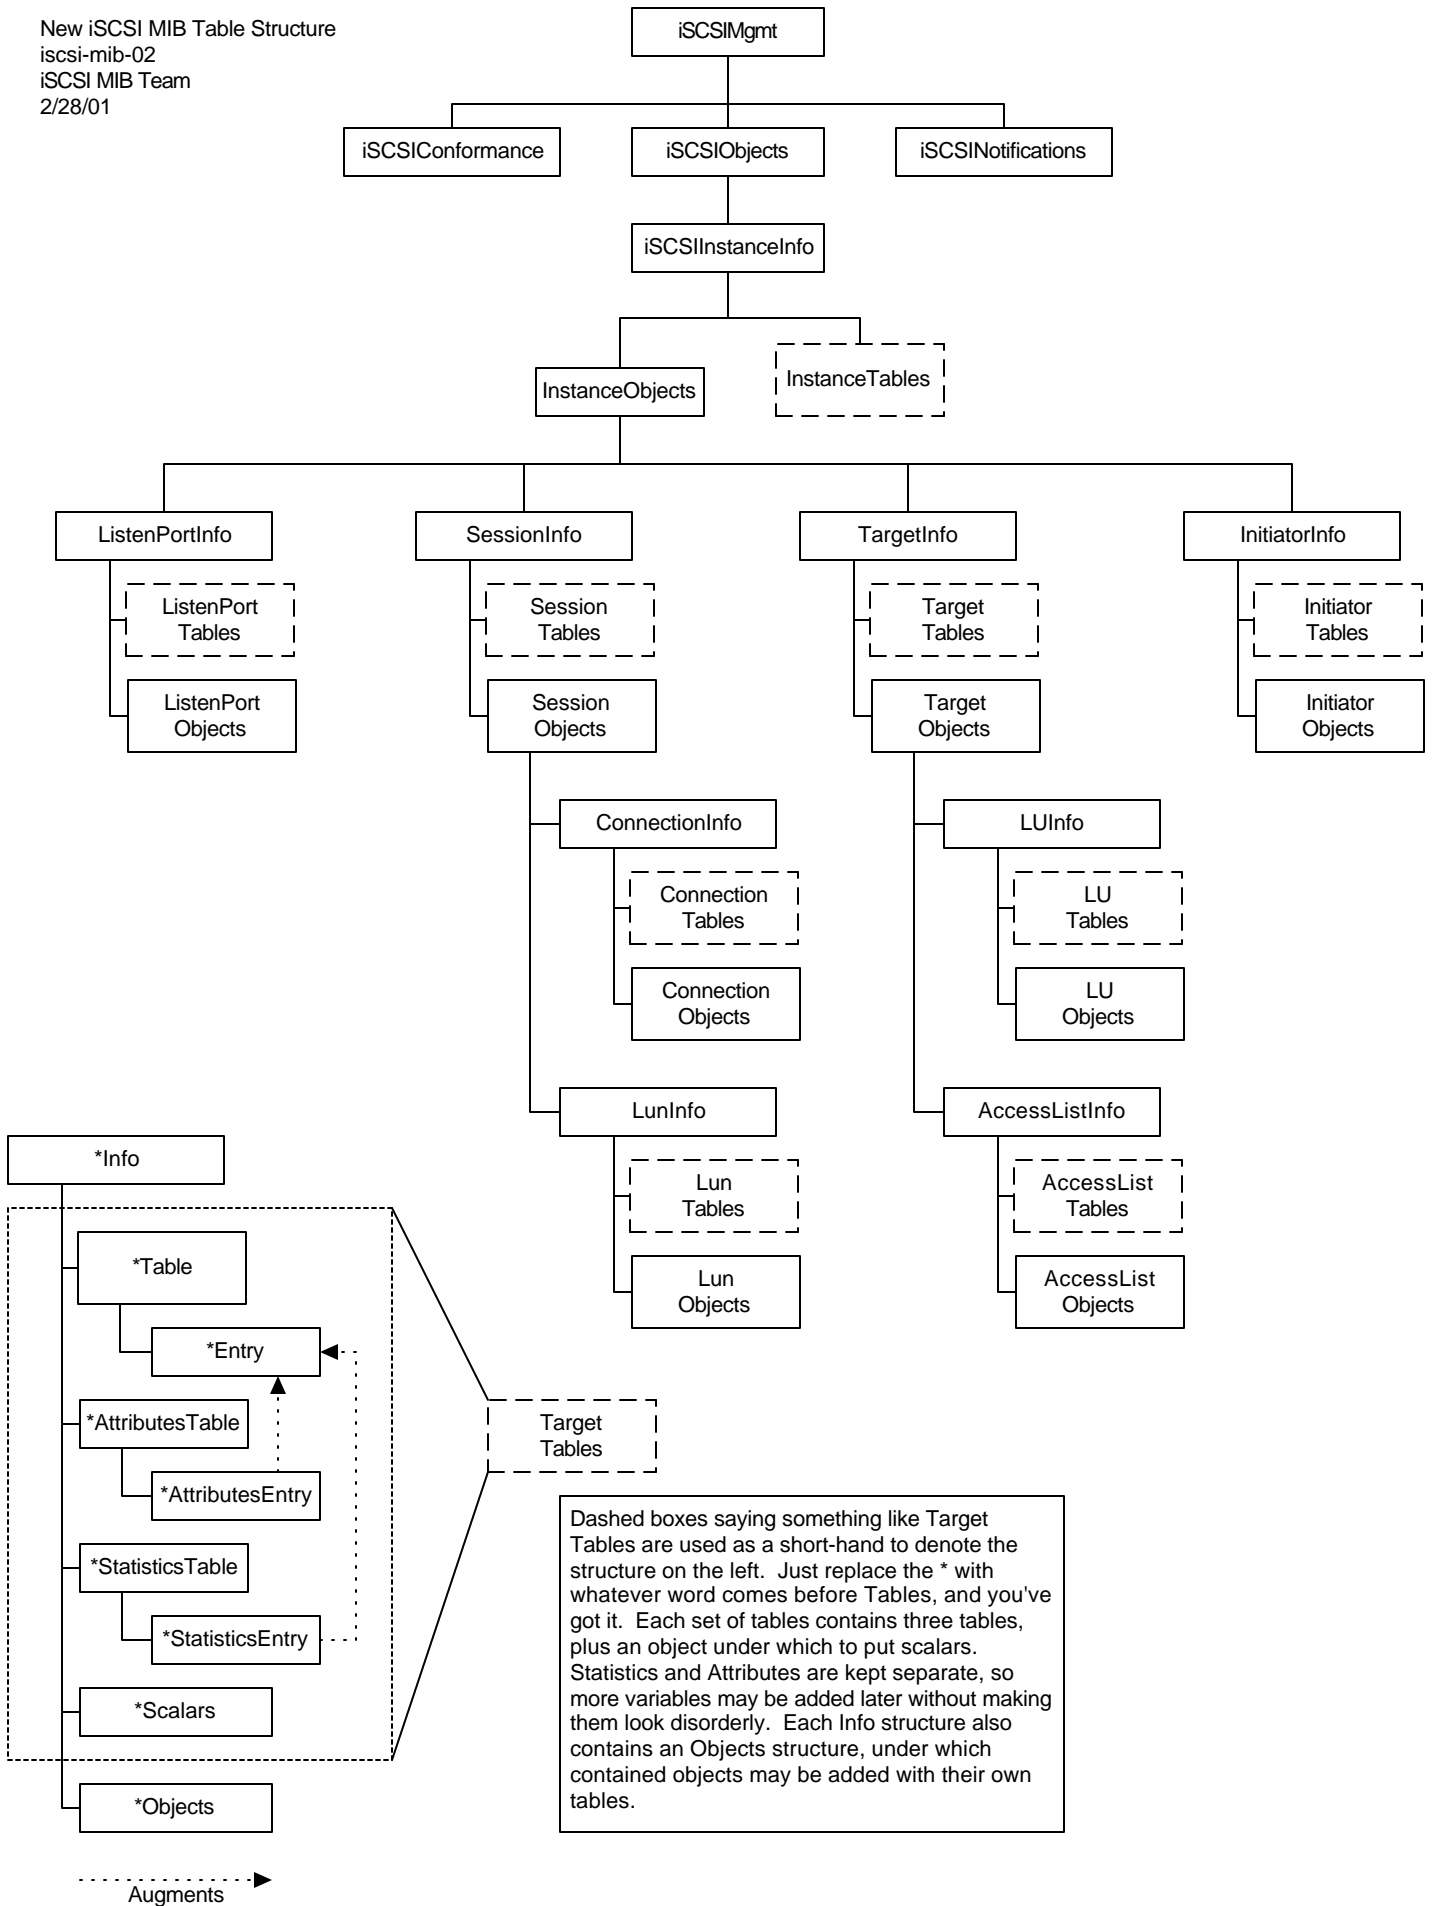 New iSCSI MIB Table Structure
iscsi-mib-02
iSCSI MIB Team
2/28/01
iSCSIMgmt
iSCSIConformance
iSCSIObjects
iSCSINotifications
iSCSIInstanceInfo
InstanceObjects
InstanceTables
ListenPortInfo
SessionInfo
TargetInfo
InitiatorInfo
ListenPort
Tables
Session
Tables
Target
Tables
Initiator
Tables
ListenPort
Objects
Session
Objects
Target
Objects
Initiator
Objects
ConnectionInfo
LUInfo
Connection
Tables
LU
Tables
Connection
Objects
LU
Objects
LunInfo
AccessListInfo
Lun
Tables
AccessList
Tables
Lun
Objects
AccessList
Objects
*Info
*Table
*Entry
*AttributesTable
*AttributesEntry
*StatisticsTable
*StatisticsEntry
*Scalars
*Objects
Augments
Target
Tables
Dashed boxes saying something like Target
Tables are used as a short-hand to denote the
structure on the left.  Just replace the * with
whatever word comes before Tables, and you've
got it.  Each set of tables contains three tables,
plus an object under which to put scalars.
Statistics and Attributes are kept separate, so
more variables may be added later without making
them look disorderly.  Each Info structure also
contains an Objects structure, under which
contained objects may be added with their own
tables.